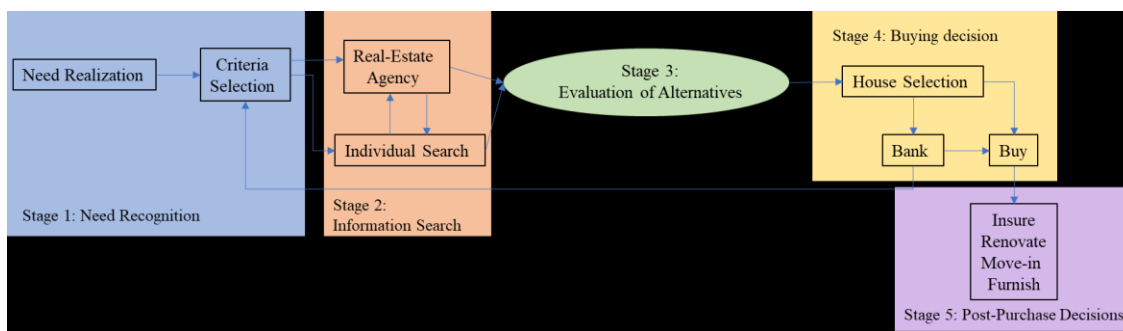 Need Realization
Criteria
Selection
Stage 1: Need Recognition
Real-Estate
Agency
Individual Search
Stage 2:
Information Search
Stage 3:
Evaluation of Alternatives
Stage 4: Buying decision
House Selection
Bank
Buy
Insure
Renovate
Move-in
Furnish
Stage 5: Post-Purchase Decisions